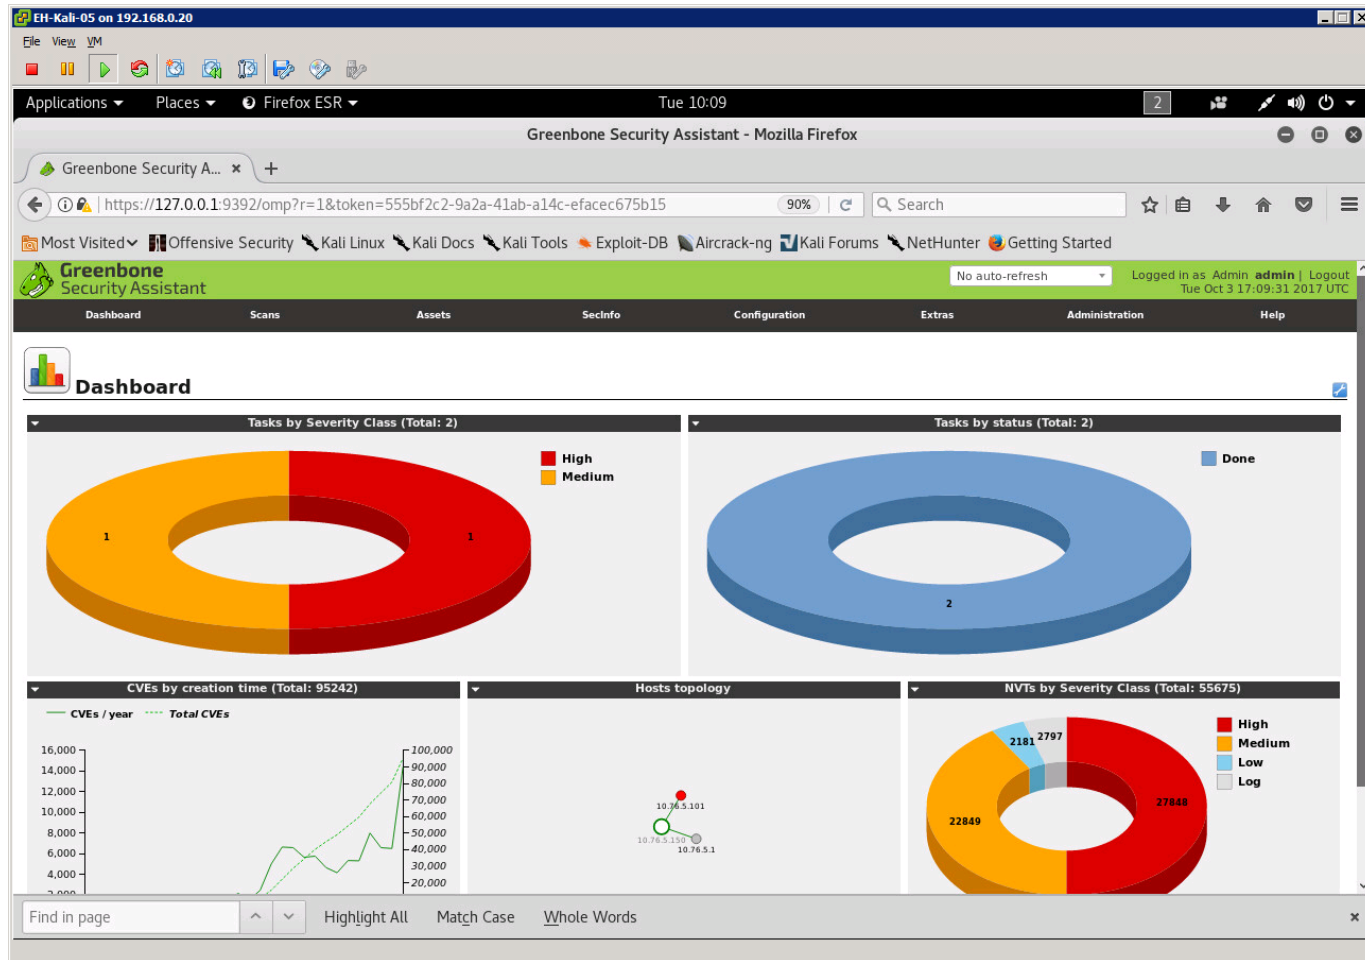 EH-Kali-05 on 192.168.0.20
File View VM
Applications Places Firefox ESR Tue 10:09 2
Greenbone Security Assistant - Mozilla Firefox
Greenbone Security A... × +
https://127.0.0.1:9392/omp?r=1&token=555bf2c2-9a2a-41ab-a14c-efacec675b15 90% Search
Most Visited Offensive Security Kali Linux Kali Docs Kali Tools Exploit-DB Aircrack-ng Kali Forums NetHunter Getting Started
Greenbone
Security Assistant
No auto-refresh
Logged in as Admin admin | Logout
Tue Oct 3 17:09:31 2017 UTC
Dashboard Scans Assets SecInfo Configuration Extras Administration Help
Dashboard
Tasks by Severity Class (Total: 2)
High
Medium
1 1
Tasks by status (Total: 2)
Done
2
CVEs by creation time (Total: 95242)
CVEs / year Total CVEs
16,000 100,000
14,000 90,000
12,000 80,000
10,000 70,000
8,000 60,000
6,000 50,000
4,000 40,000
30,000
20,000
Hosts topology
10.76.5.101
10.76.5.150
10.76.5.1
NVTs by Severity Class (Total: 55675)
High
Medium
Low
Log
2181 2797
22849 27848
Find in page Highlight All Match Case Whole Words